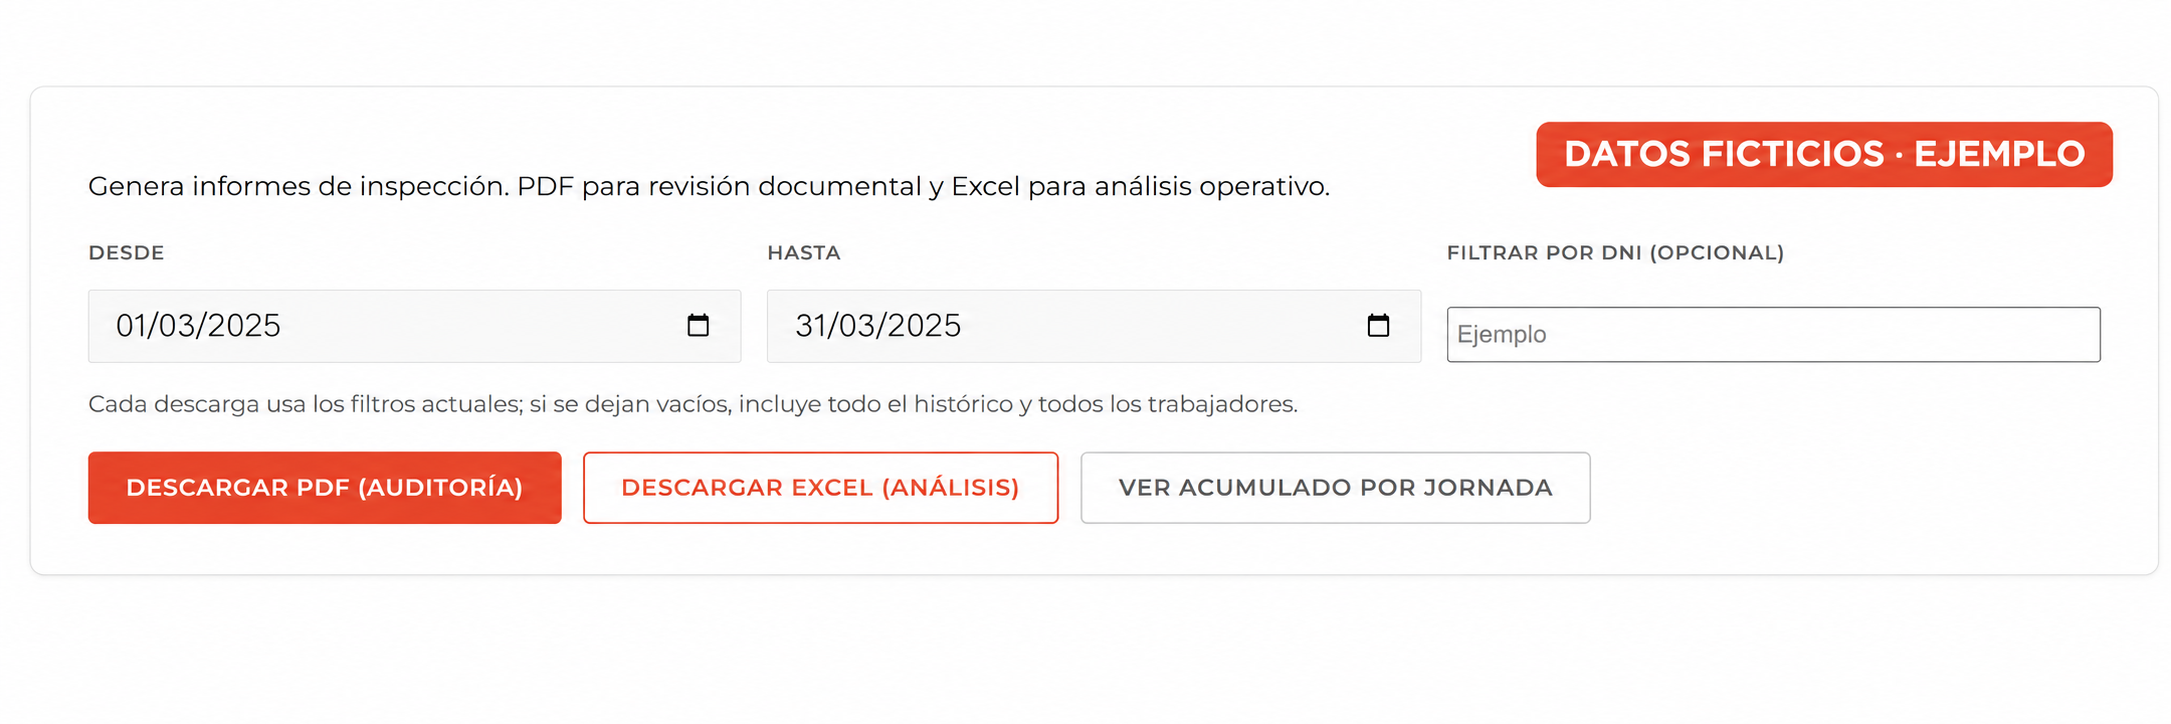 DATOS FICTICIOS · EJEMPLO
Genera informes de inspección. PDF para revisión documental y Excel para análisis operativo.
DESDE
HASTA
FILTRAR POR DNI (OPCIONAL)
01/03/2025
31/03/2025
Ejemplo
Cada descarga usa los filtros actuales; si se dejan vacíos, incluye todo el histórico y todos los trabajadores.
DESCARGAR PDF (AUDITORÍA)
DESCARGAR EXCEL (ANÁLISIS)
VER ACUMULADO POR JORNADA